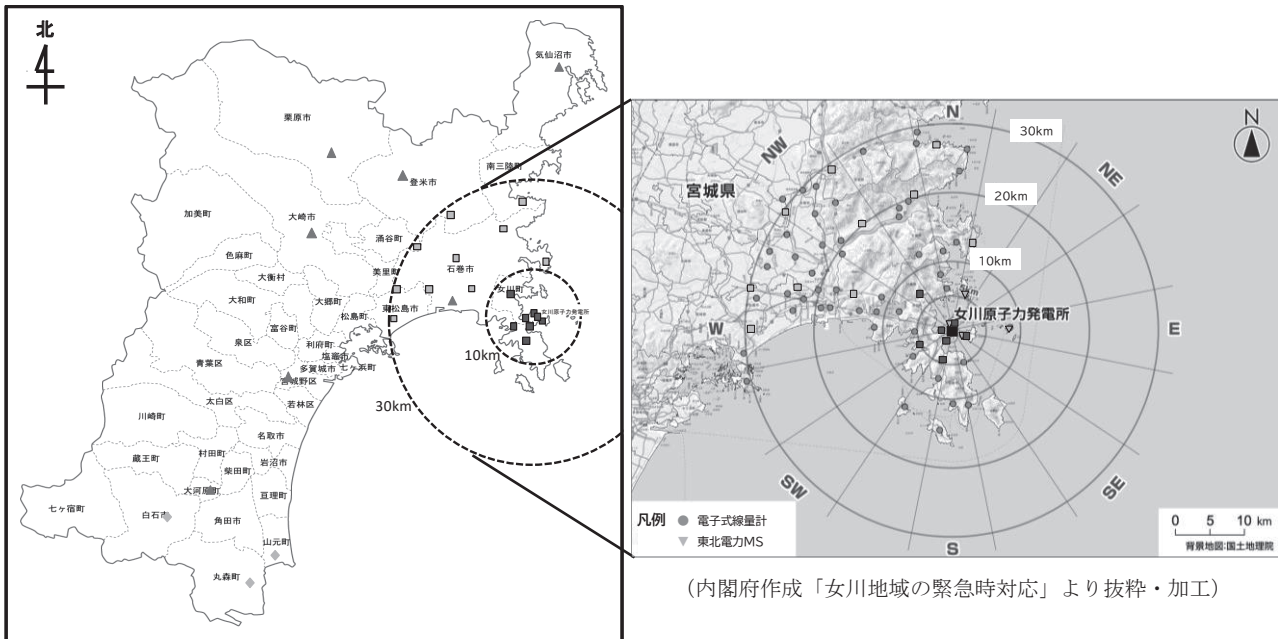 北
気仙沼市
栗原市
南三陸町
登米市
加美町
大崎市
涌谷町
色麻町
美里町
石巻市
大衡村
女川町
大和町
大郷町
東松島市
女川原子力発電所
松島町
富谷町
泉区
利府町
塩竈市
10km
青葉区
多賀城市
七ヶ浜町
宮城野区
30km
太白区
若林区
川崎町
名取市
村田町
蔵王町
岩沼市
柴田町
大河原町
亘理町
七ヶ宿町
白石市
角田市
山元町
丸森町
N
30km
N
NW
NE
宮城県
20km
10km
女川原子力発電所
W
E
SW
SE
S
凡例
電子式線量計
東北電力MS
0 5 10 km
背景地図:国土地理院
(内閣府作成「女川地域の緊急時対応」より抜粋・加工)